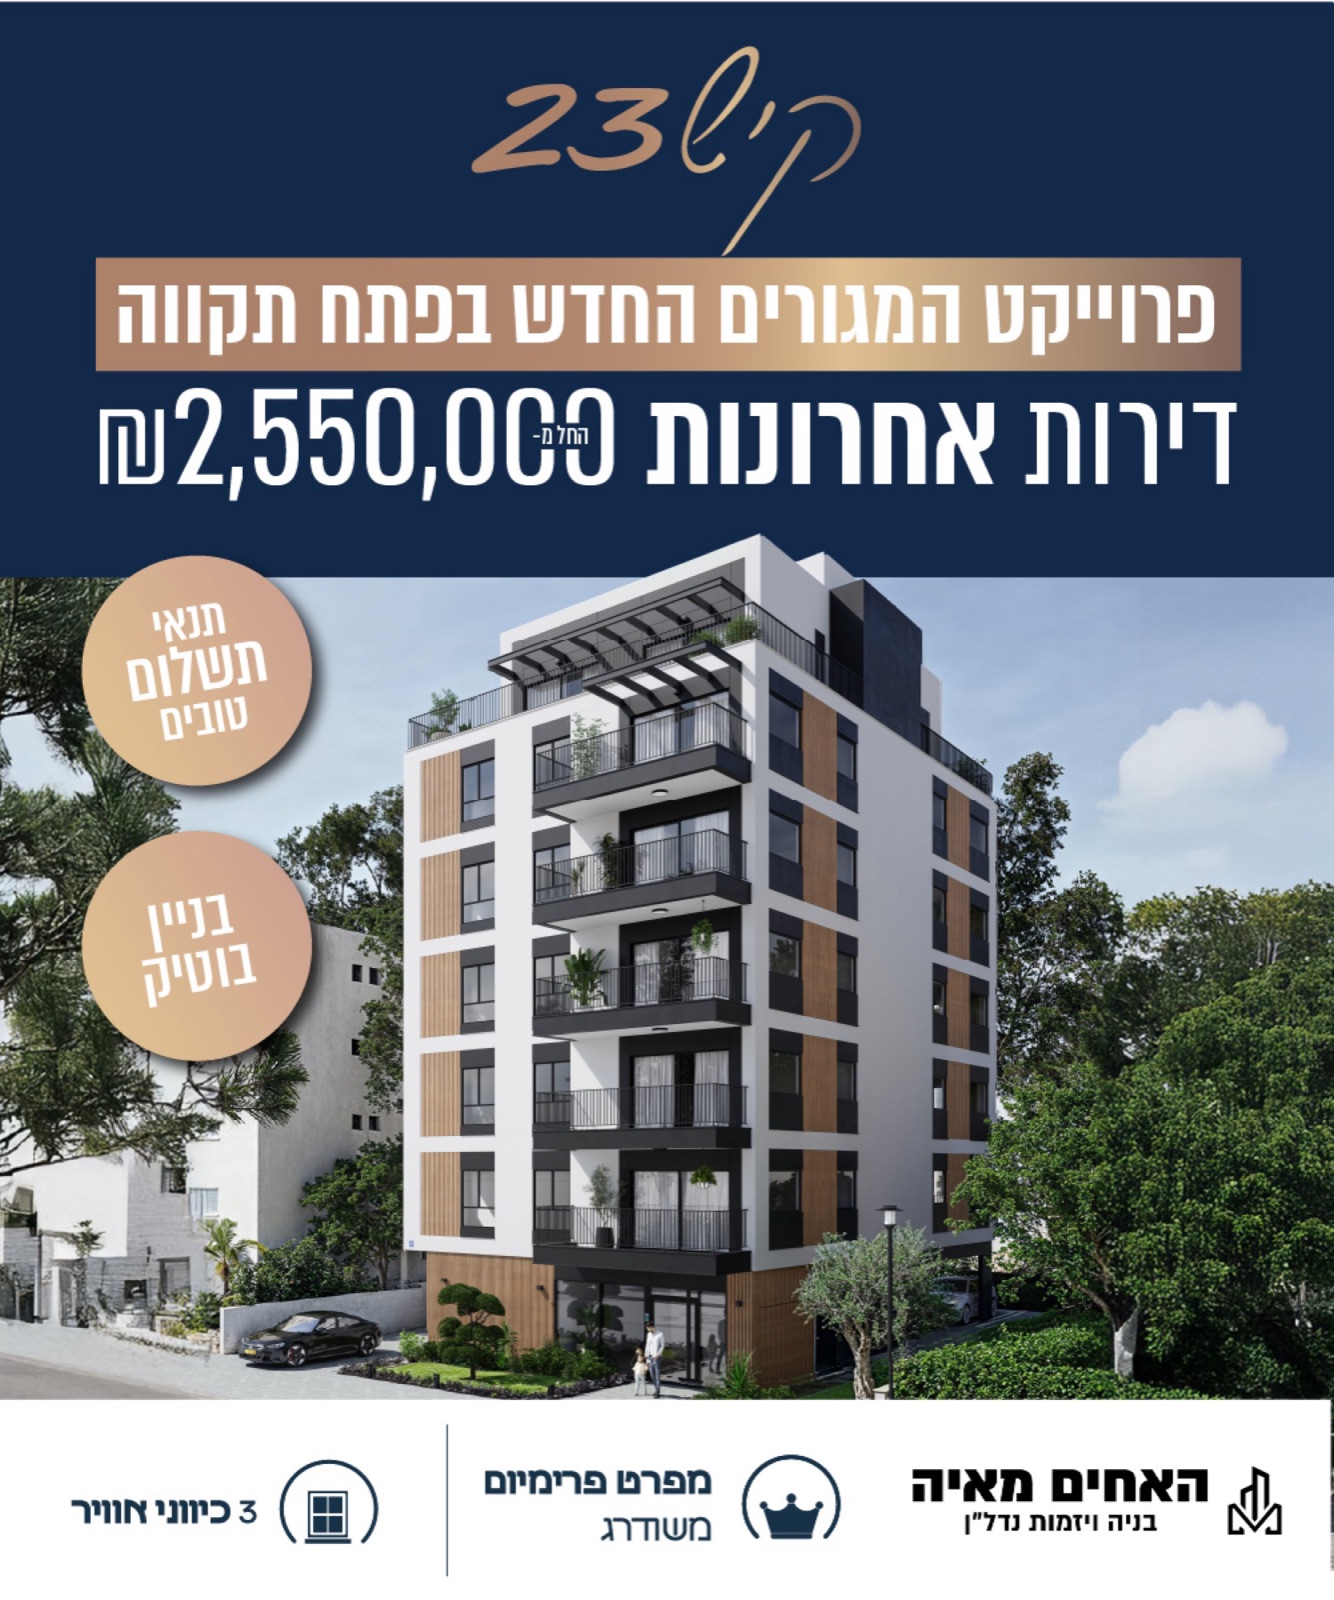 קיש 23
פרוייקט המגורים החדש בפתח תקווה
דירות אחרונות החל מ- 2,550,000₪
תנאי
תשלום
טובים
בניין
בוטיק
האחים מאיה
בניה ויזמות נדל"ן
מפרט פרימיום
משודרג
3 כיווני אוויר